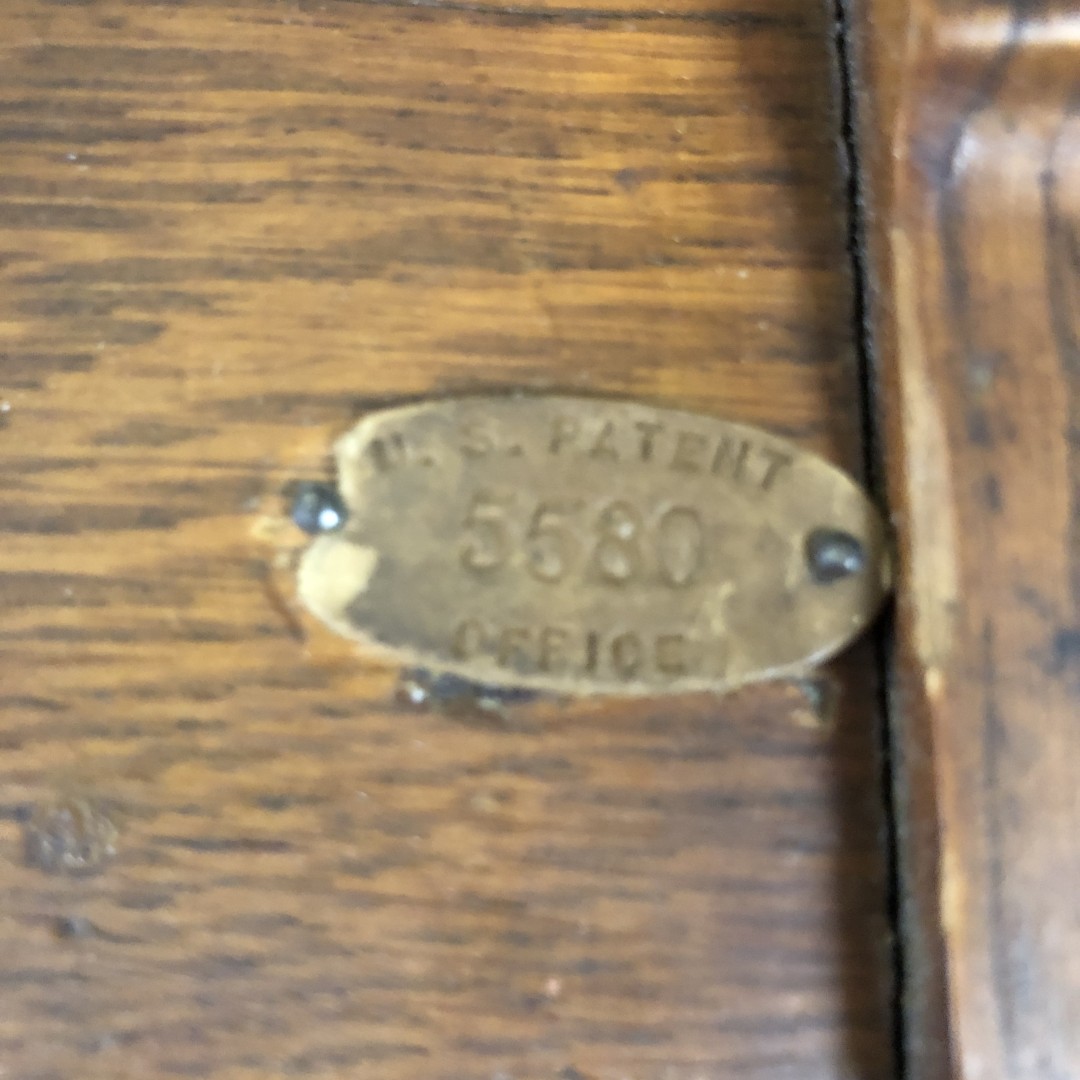 U. S. PATENT
5580
OFFICE